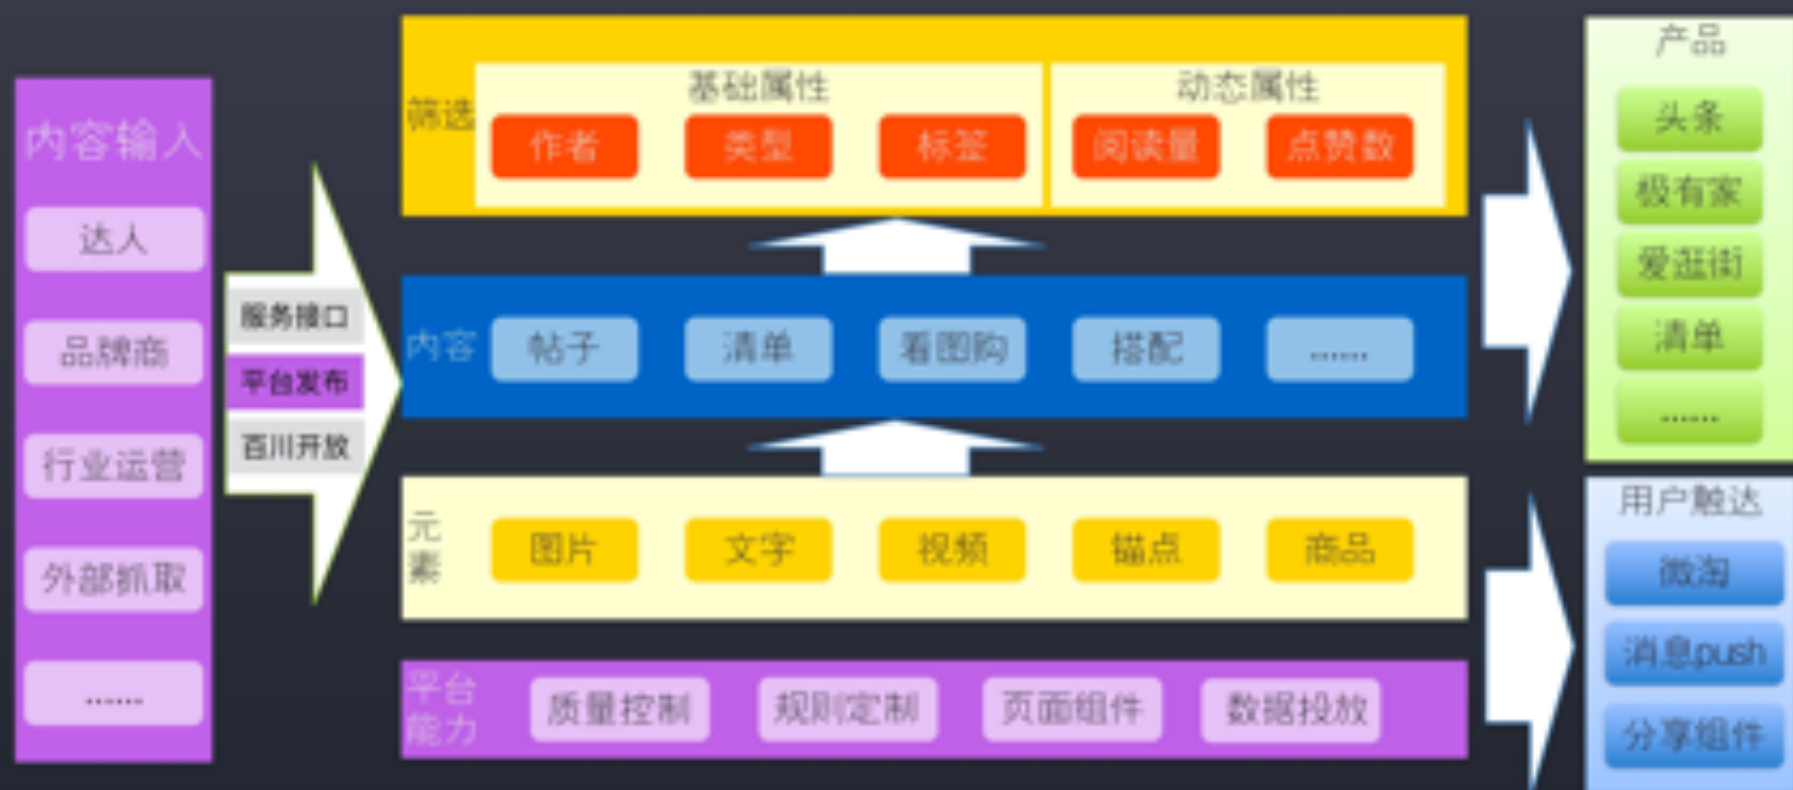 内容输入
达人
品牌商
行业运营
外部抓取
......
服务接口
平台发布
百川开放
筛选
基础属性
作者
类型
标签
动态属性
阅读量
点赞数
内容
帖子
清单
看图购
搭配
......
元
素
图片
文字
视频
锚点
商品
平台
能力
质量控制
规则定制
页面组件
数据投放
产品
头条
极有家
爱逛街
清单
......
用户触达
微淘
消息push
分享组件